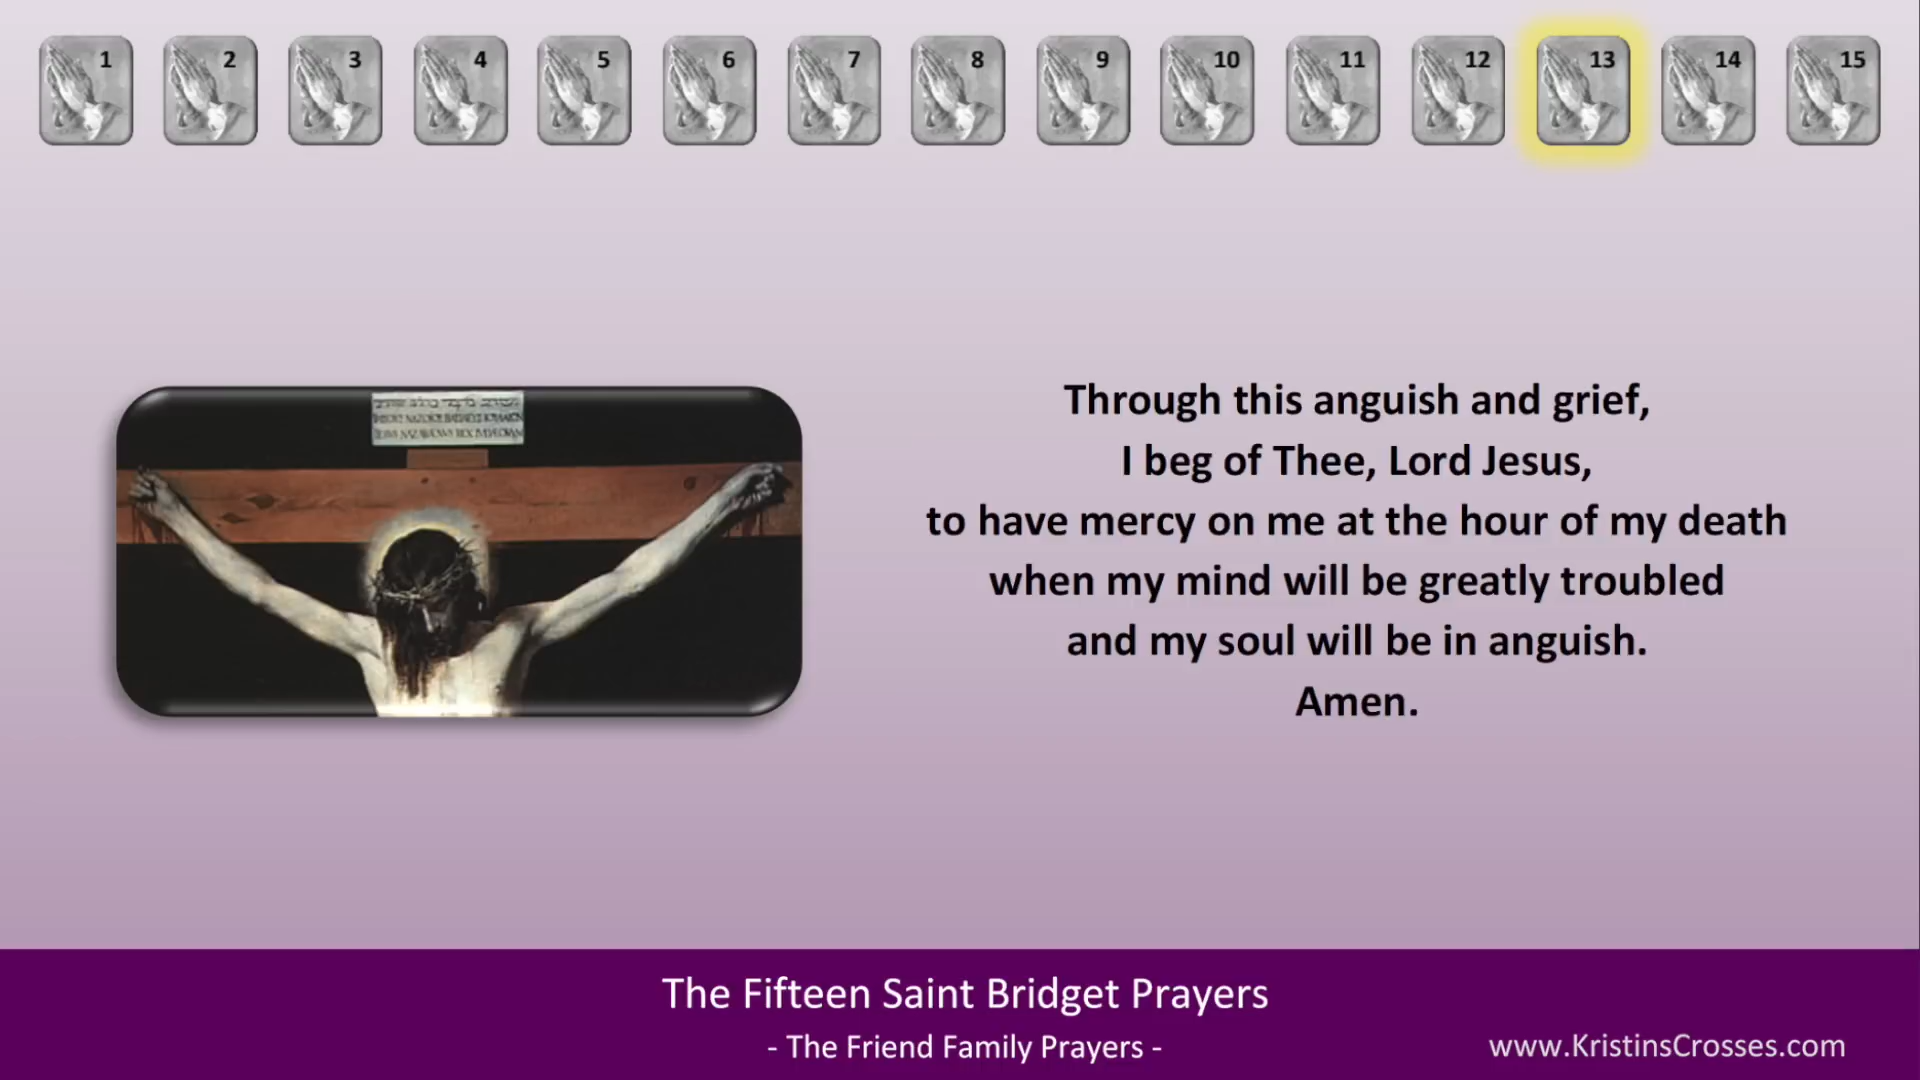 1 2 3 4 5 6 7 8 9 10 11 12 13 14 15
Through this anguish and grief,
I beg of Thee, Lord Jesus,
to have mercy on me at the hour of my death
when my mind will be greatly troubled
and my soul will be in anguish.
Amen.
The Fifteen Saint Bridget Prayers
- The Friend Family Prayers -
www.KristinsCrosses.com